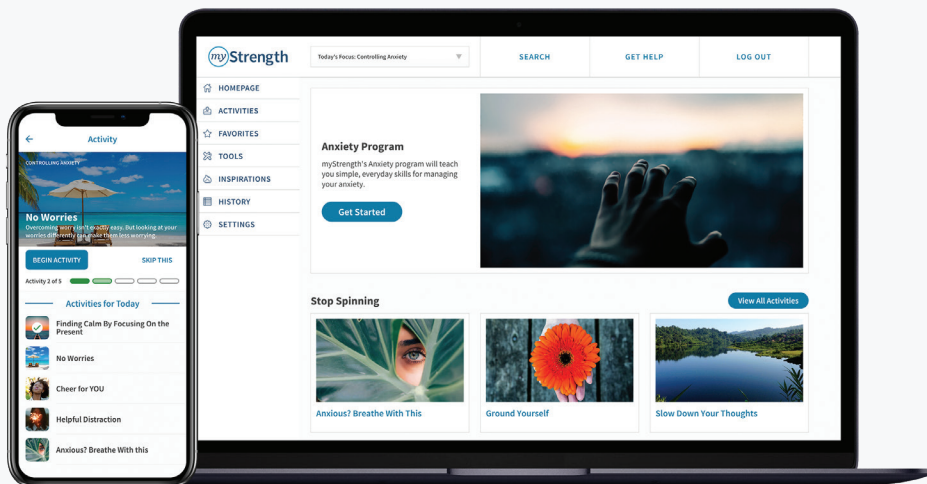 ← Activity
CONTROLLING ANXIETY
No Worries
Overcoming worry isn't exactly easy. But looking at your
worries differently can make them less worrying.
BEGIN ACTIVITY
SKIP THIS
Activity 2 of 5
Activities for Today
Finding Calm By Focusing On the
Present
No Worries
Cheer for YOU
Helpful Distraction
Anxious? Breathe With this
myStrength
Today's Focus: Controlling Anxiety
SEARCH
GET HELP
LOG OUT
HOMEPAGE
ACTIVITIES
FAVORITES
TOOLS
INSPIRATIONS
HISTORY
SETTINGS
Anxiety Program
myStrength's Anxiety program will teach
you simple, everyday skills for managing
your anxiety.
Get Started
Stop Spinning
View All Activities
Anxious? Breathe With This
Ground Yourself
Slow Down Your Thoughts